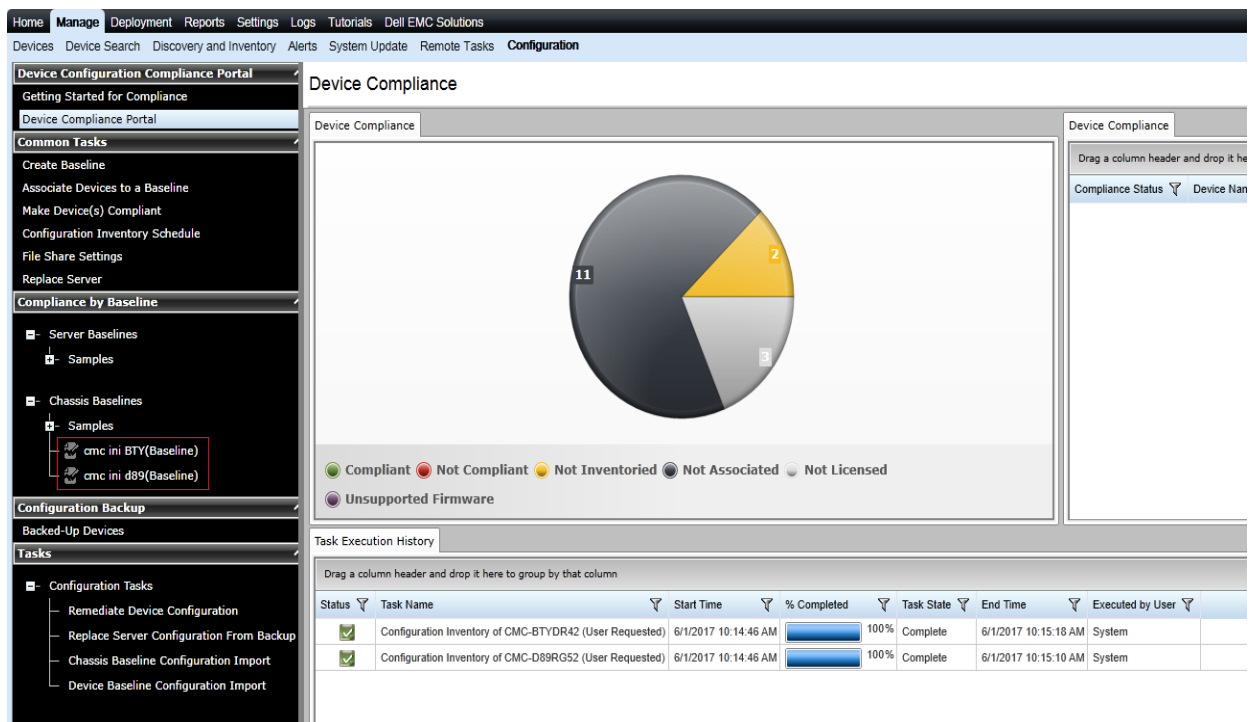 Home Manage Deployment Reports Settings Logs Tutorials Dell EMC Solutions
Devices Device Search Discovery and Inventory Alerts System Update Remote Tasks Configuration
Device Configuration Compliance Portal
Getting Started for Compliance
Device Compliance Portal
Common Tasks
Create Baseline
Associate Devices to a Baseline
Make Device(s) Compliant
Configuration Inventory Schedule
File Share Settings
Replace Server
Compliance by Baseline
Server Baselines
Samples
Chassis Baselines
Samples
cmc ini BTY(Baseline)
cmc ini d89(Baseline)
Configuration Backup
Backed-Up Devices
Tasks
Configuration Tasks
Remediate Device Configuration
Replace Server Configuration From Backup
Chassis Baseline Configuration Import
Device Baseline Configuration Import
Device Compliance
Device Compliance
2
11
3
Compliant Not Compliant Not Inventoried Not Associated Not Licensed
Unsupported Firmware
Device Compliance
Drag a column header and drop it he
Compliance Status Device Nam
Task Execution History
Drag a column header and drop it here to group by that column
Status Task Name Start Time % Completed Task State End Time Executed by User
Configuration Inventory of CMC-BTYDR42 (User Requested) 6/1/2017 10:14:46 AM 100% Complete 6/1/2017 10:15:18 AM System
Configuration Inventory of CMC-D89RG52 (User Requested) 6/1/2017 10:14:46 AM 100% Complete 6/1/2017 10:15:10 AM System